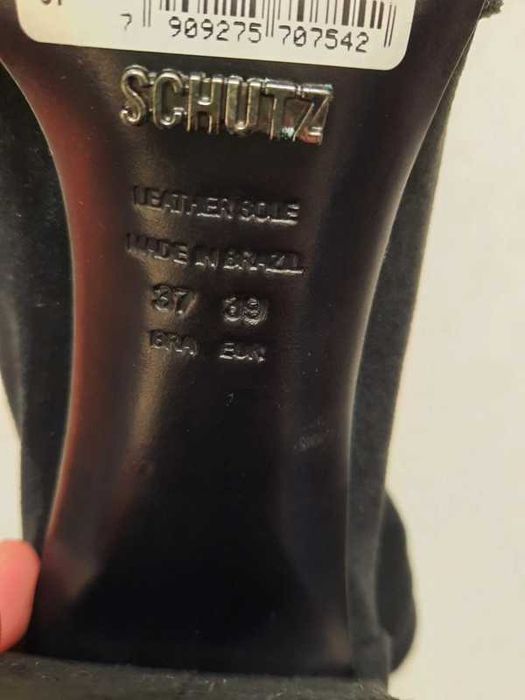 7 909275 707542
SCHUTZ
LEATHER SOLE
MADE IN BRAZIL
37 39
BRA EUR